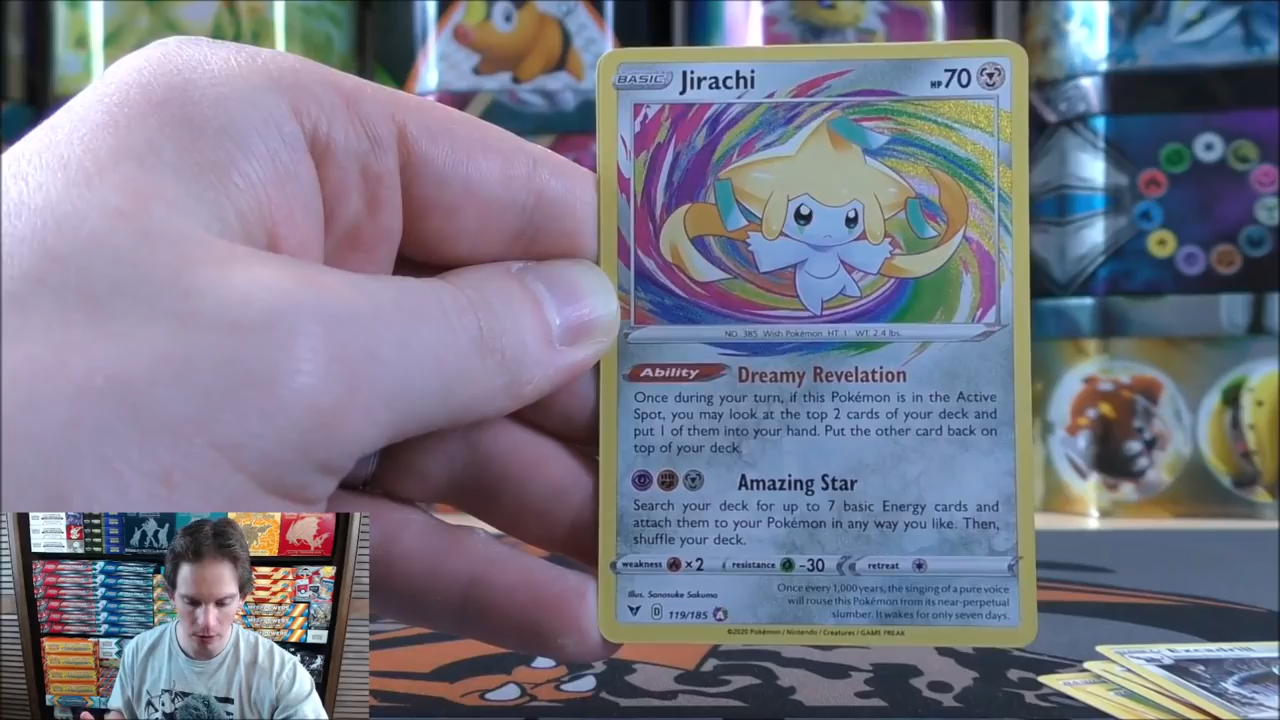 BASIC Jirachi HP 70
NO. 385 Wish Pokémon HT 1' WT. 2.4 lbs.
Ability Dreamy Revelation
Once during your turn, if this Pokémon is in the Active
Spot, you may look at the top 2 cards of your deck and
put 1 of them into your hand. Put the other card back on
top of your deck.
Amazing Star
Search your deck for up to 7 basic Energy cards and
attach them to your Pokémon in any way you like. Then,
shuffle your deck.
weakness ×2 resistance -30 retreat
Illus. Sanosuke Sakuma
Once every 1,000 years, the singing of a pure voice
will rouse this Pokémon from its near-perpetual
slumber. It wakes for only seven days.
D 119/185 A
©2020 Pokémon / Nintendo / Creatures / GAME FREAK
Excadrill